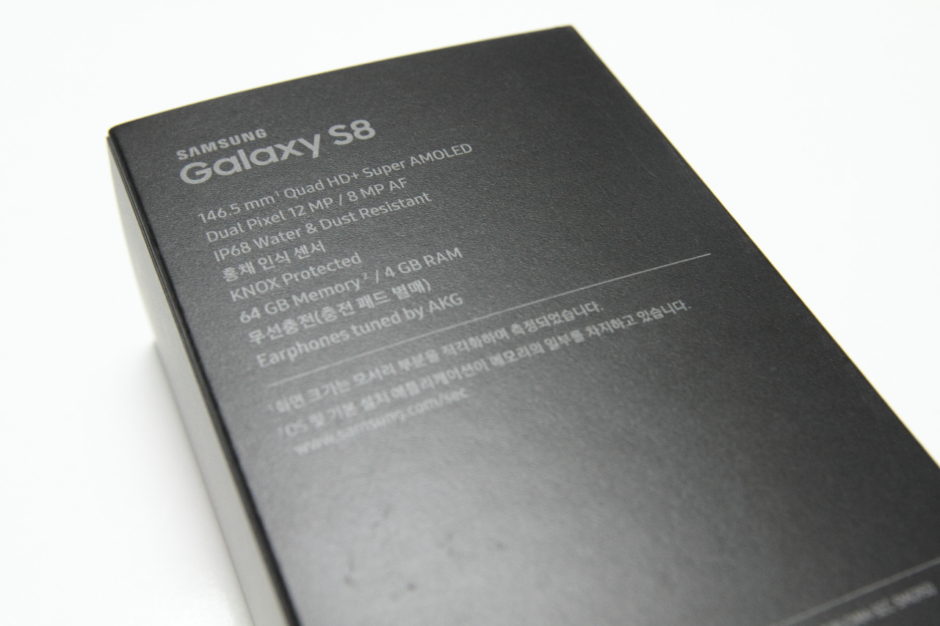 SAMSUNG
Galaxy S8
146.5 mm¹ Quad HD+ Super AMOLED
Dual Pixel 12 MP / 8 MP AF
IP68 Water & Dust Resistant
홍채 인식 센서
KNOX Protected
64 GB Memory² / 4 GB RAM
무선충전(충전 패드 별매)
Earphones tuned by AKG
¹화면 크기는 모서리 부분을 직각화하여 측정되었습니다.
²OS 및 기본 설치 애플리케이션이 메모리의 일부를 차지하고 있습니다.
www.samsung.com/sec